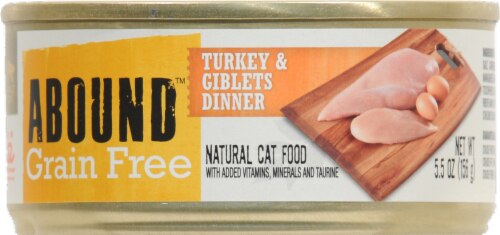 ABOUND™
Grain Free
TURKEY &
GIBLETS
DINNER
NATURAL CAT FOOD
WITH ADDED VITAMINS, MINERALS AND TAURINE
NET WT
5.5 OZ (156 g)